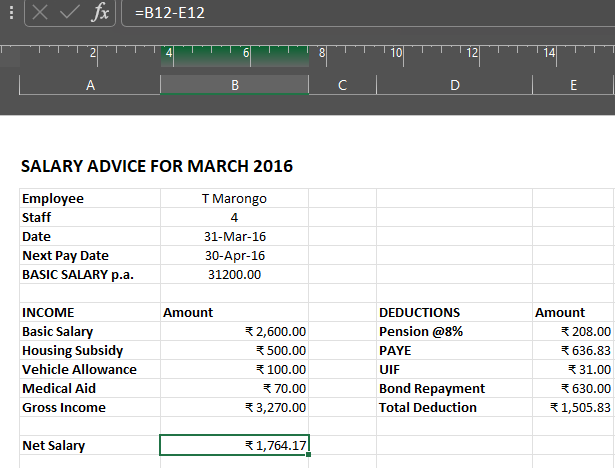 fx =B12-E12
2 4 6 8 10 12 14
A B C D E
SALARY ADVICE FOR MARCH 2016
Employee T Marongo
Staff 4
Date 31-Mar-16
Next Pay Date 30-Apr-16
BASIC SALARY p.a. 31200.00
INCOME Amount DEDUCTIONS Amount
Basic Salary ₹ 2,600.00 Pension @8% ₹ 208.00
Housing Subsidy ₹ 500.00 PAYE ₹ 636.83
Vehicle Allowance ₹ 100.00 UIF ₹ 31.00
Medical Aid ₹ 70.00 Bond Repayment ₹ 630.00
Gross Income ₹ 3,270.00 Total Deduction ₹ 1,505.83
Net Salary ₹ 1,764.17